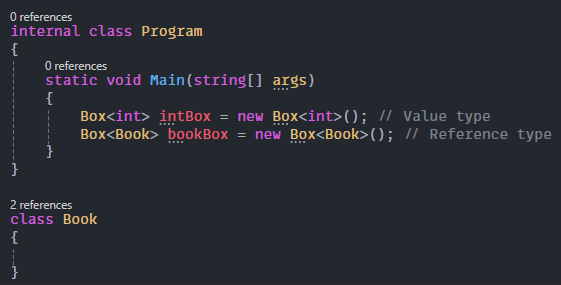 0 references
internal class Program
{
0 references
static void Main(string[] args)
{
Box<int> intBox = new Box<int>(); // Value type
Box<Book> bookBox = new Box<Book>(); // Reference type
}
}
2 references
class Book
{
}